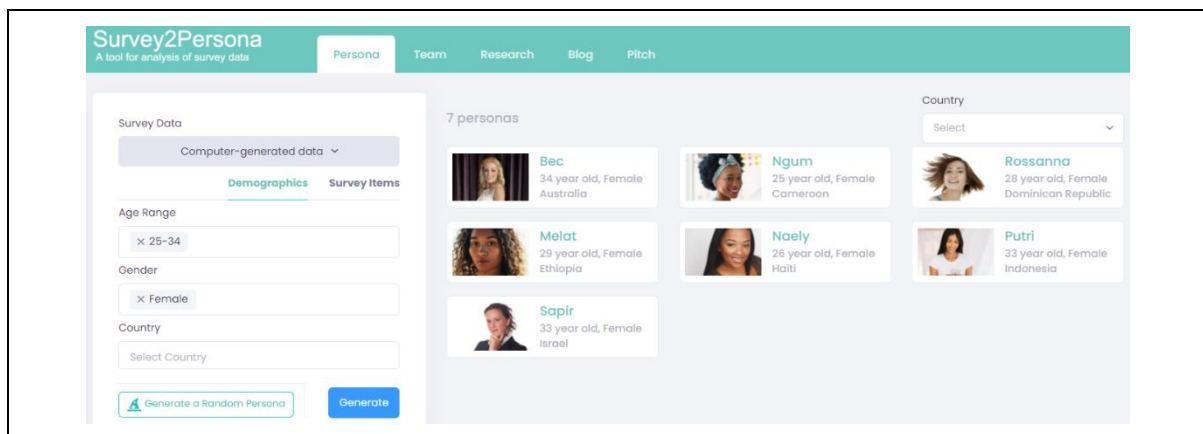 Survey2Persona
A tool for analysis of survey data
Persona
Team
Research
Blog
Pitch
Survey Data
Computer-generated data
Demographics
Survey Items
Age Range
× 25-34
Gender
× Female
Country
Select Country
Generate a Random Persona
Generate
7 personas
Country
Select
Bec
34 year old, Female
Australia
Ngum
25 year old, Female
Cameroon
Rossanna
28 year old, Female
Dominican Republic
Melat
29 year old, Female
Ethiopia
Naely
26 year old, Female
Haiti
Putri
33 year old, Female
Indonesia
Sapir
33 year old, Female
Israel